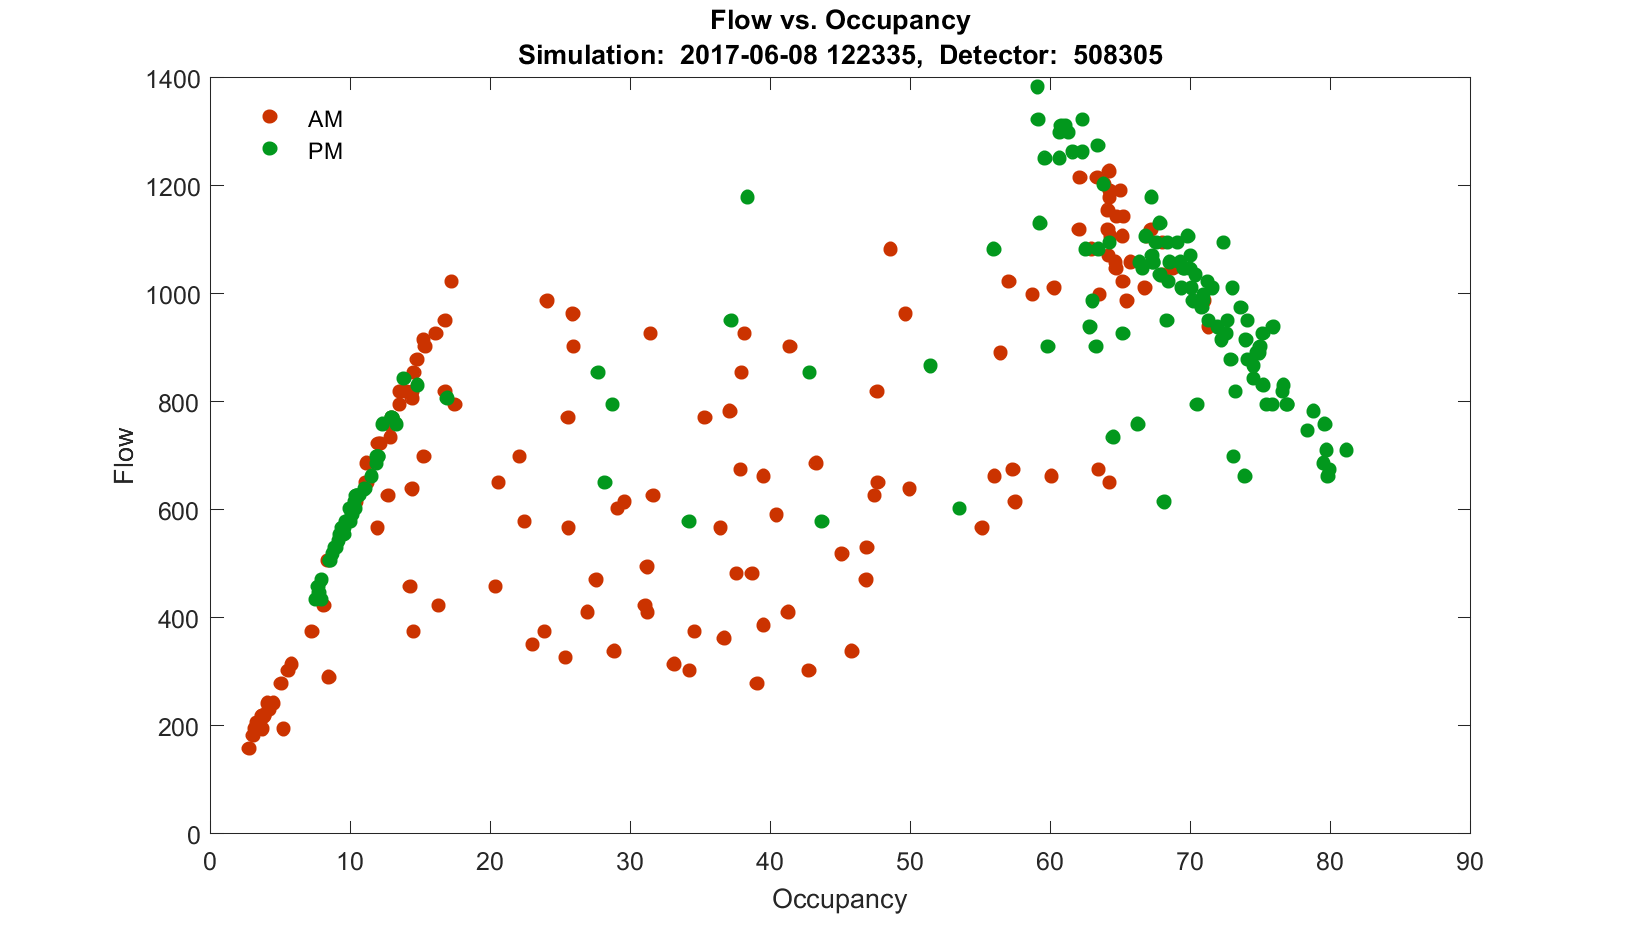 Flow vs. Occupancy
Simulation:  2017-06-08 122335,  Detector:  508305
1400
1200
1000
800
600
400
200
0
Flow
AM
PM
0 10 20 30 40 50 60 70 80 90
Occupancy